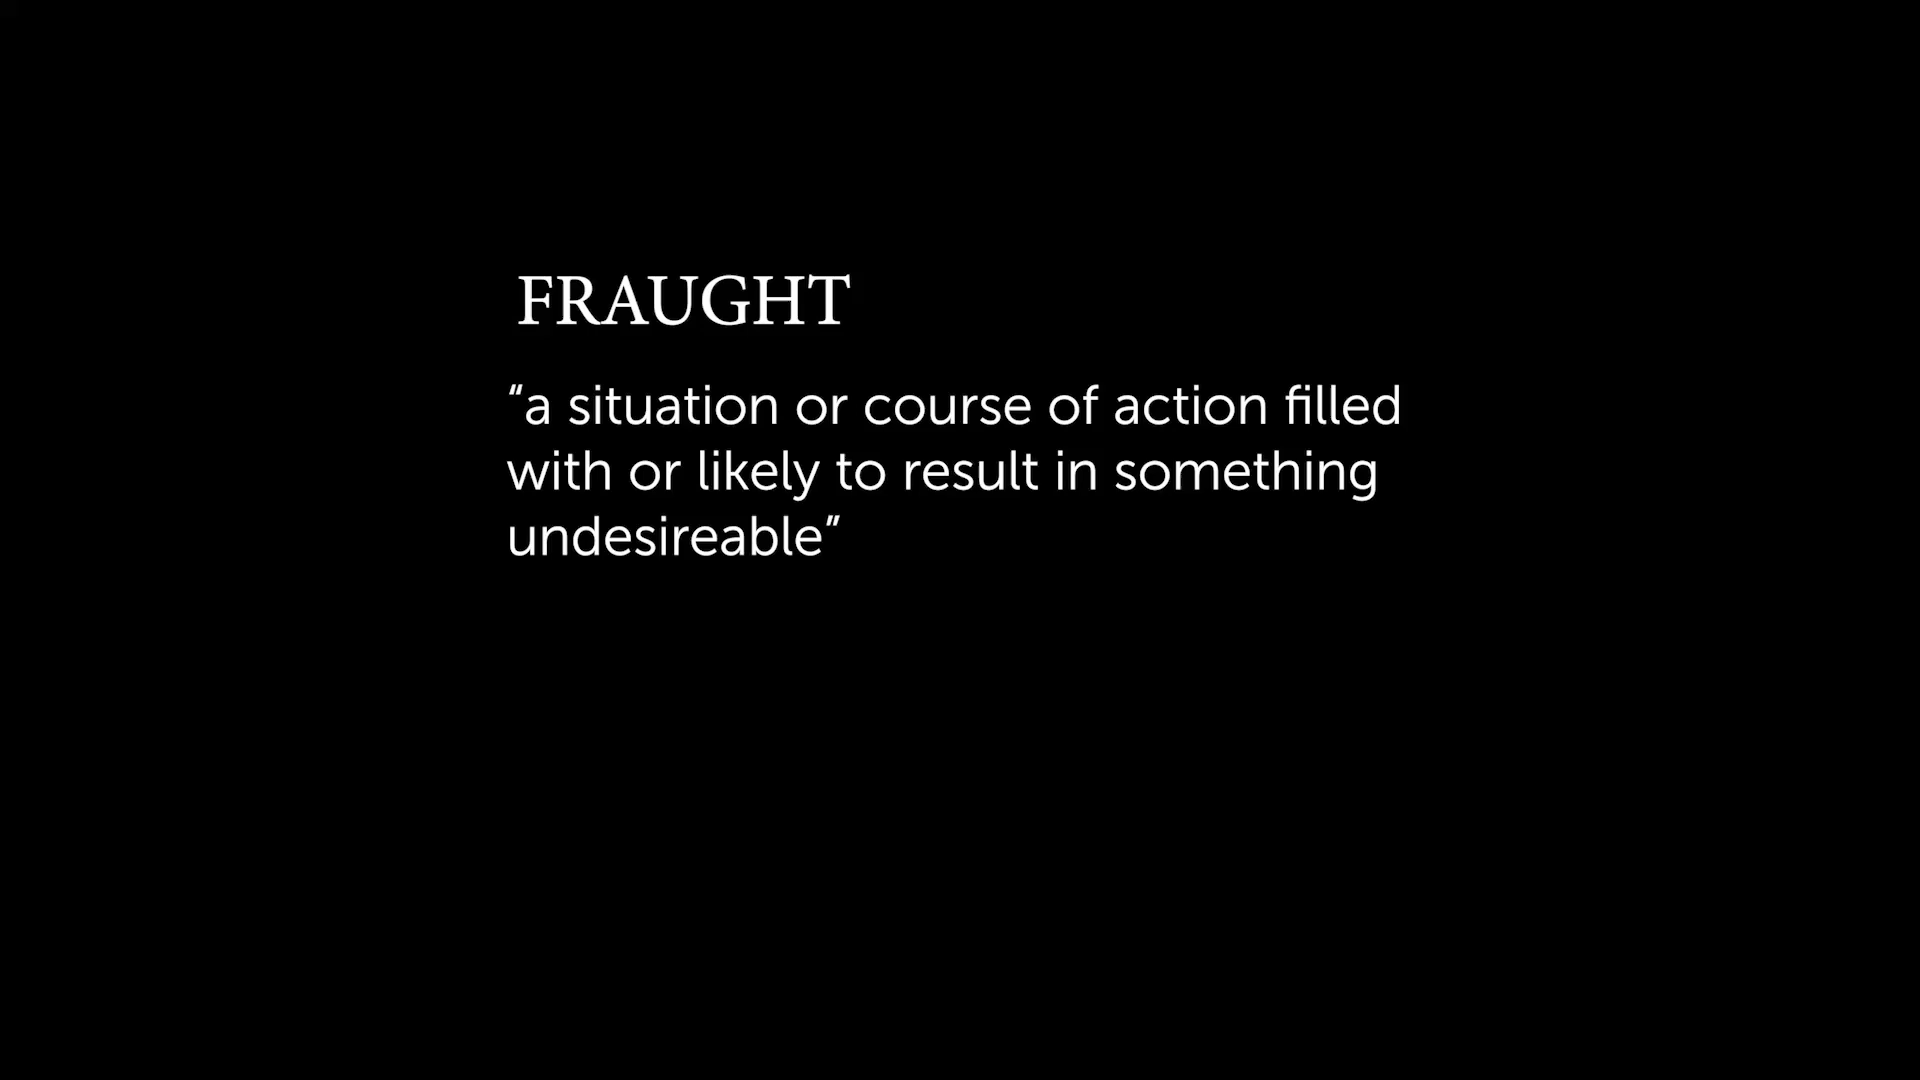 FRAUGHT
“a situation or course of action filled
with or likely to result in something
undesireable”